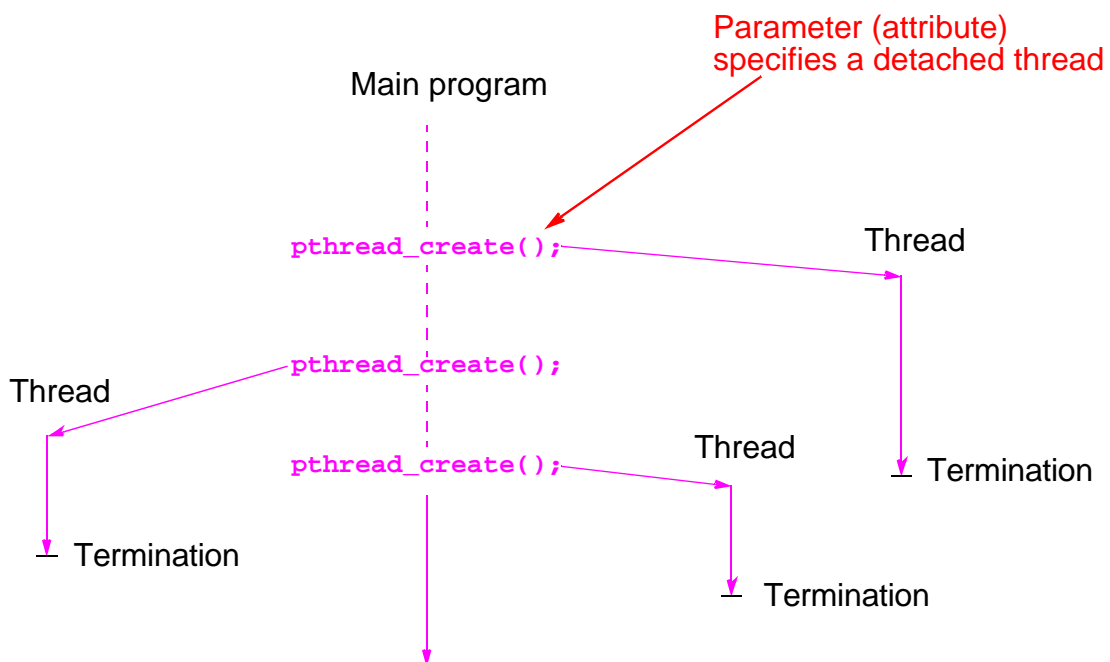 Parameter (attribute)
specifies a detached thread
Main program
pthread_create();
Thread
pthread_create();
Thread
pthread_create();
Thread
Termination
Termination
Termination